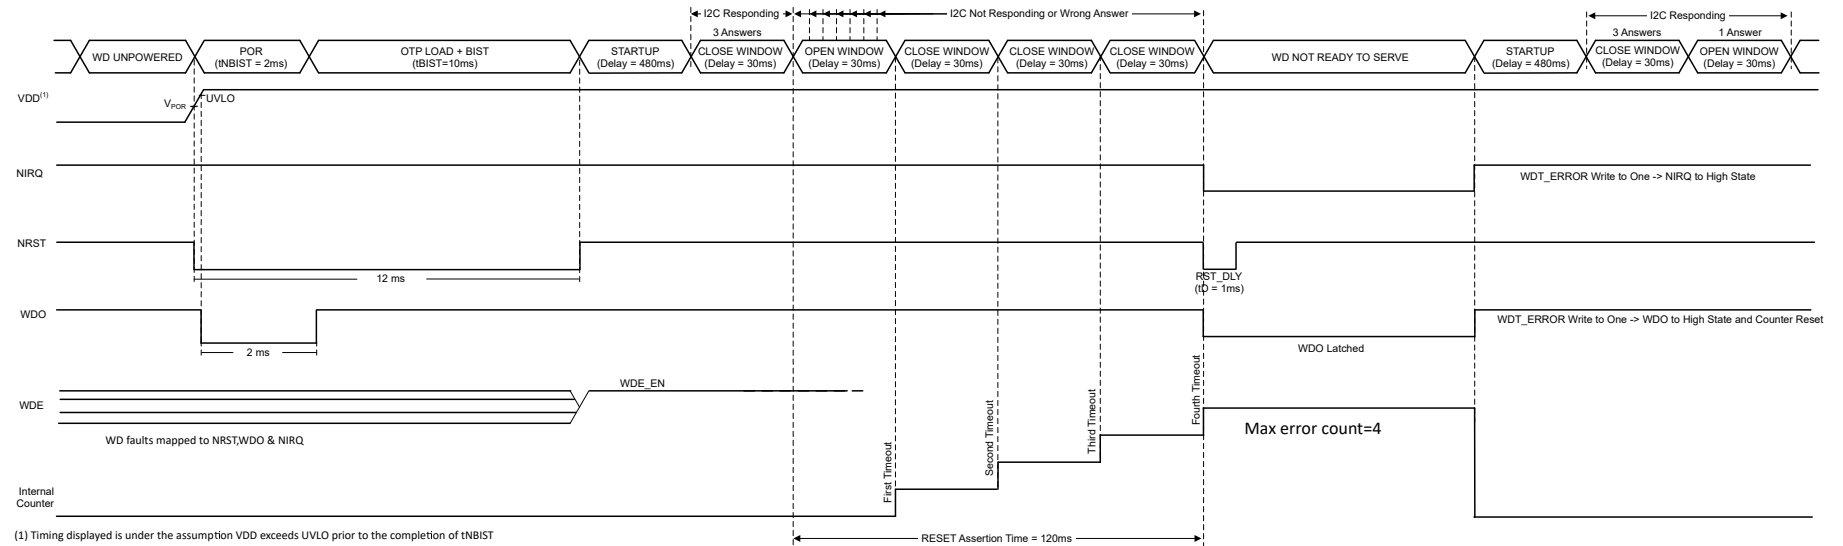 I2C Responding
I2C Not Responding or Wrong Answer
I2C Responding
3 Answers
3 Answers
1 Answer
WD UNPOWERED
POR
(tNBIST = 2ms)
OTP LOAD + BIST
(tBIST=10ms)
STARTUP
(Delay = 480ms)
CLOSE WINDOW
(Delay = 30ms)
OPEN WINDOW
(Delay = 30ms)
CLOSE WINDOW
(Delay = 30ms)
CLOSE WINDOW
(Delay = 30ms)
CLOSE WINDOW
(Delay = 30ms)
WD NOT READY TO SERVE
STARTUP
(Delay = 480ms)
CLOSE WINDOW
(Delay = 30ms)
OPEN WINDOW
(Delay = 30ms)
VDD(1)
VPOR
UVLO
NIRQ
WDT_ERROR Write to One -> NIRQ to High State
NRST
12 ms
RST_DLY
(tD = 1ms)
WDO
2 ms
WDT_ERROR Write to One -> WDO to High State and Counter Reset
WDO Latched
WDE
WDE_EN
WD faults mapped to NRST,WDO & NIRQ
First Timeout
Second Timeout
Third Timeout
Fourth Timeout
Max error count=4
Internal
Counter
(1) Timing displayed is under the assumption VDD exceeds UVLO prior to the completion of tNBIST
RESET Assertion Time = 120ms